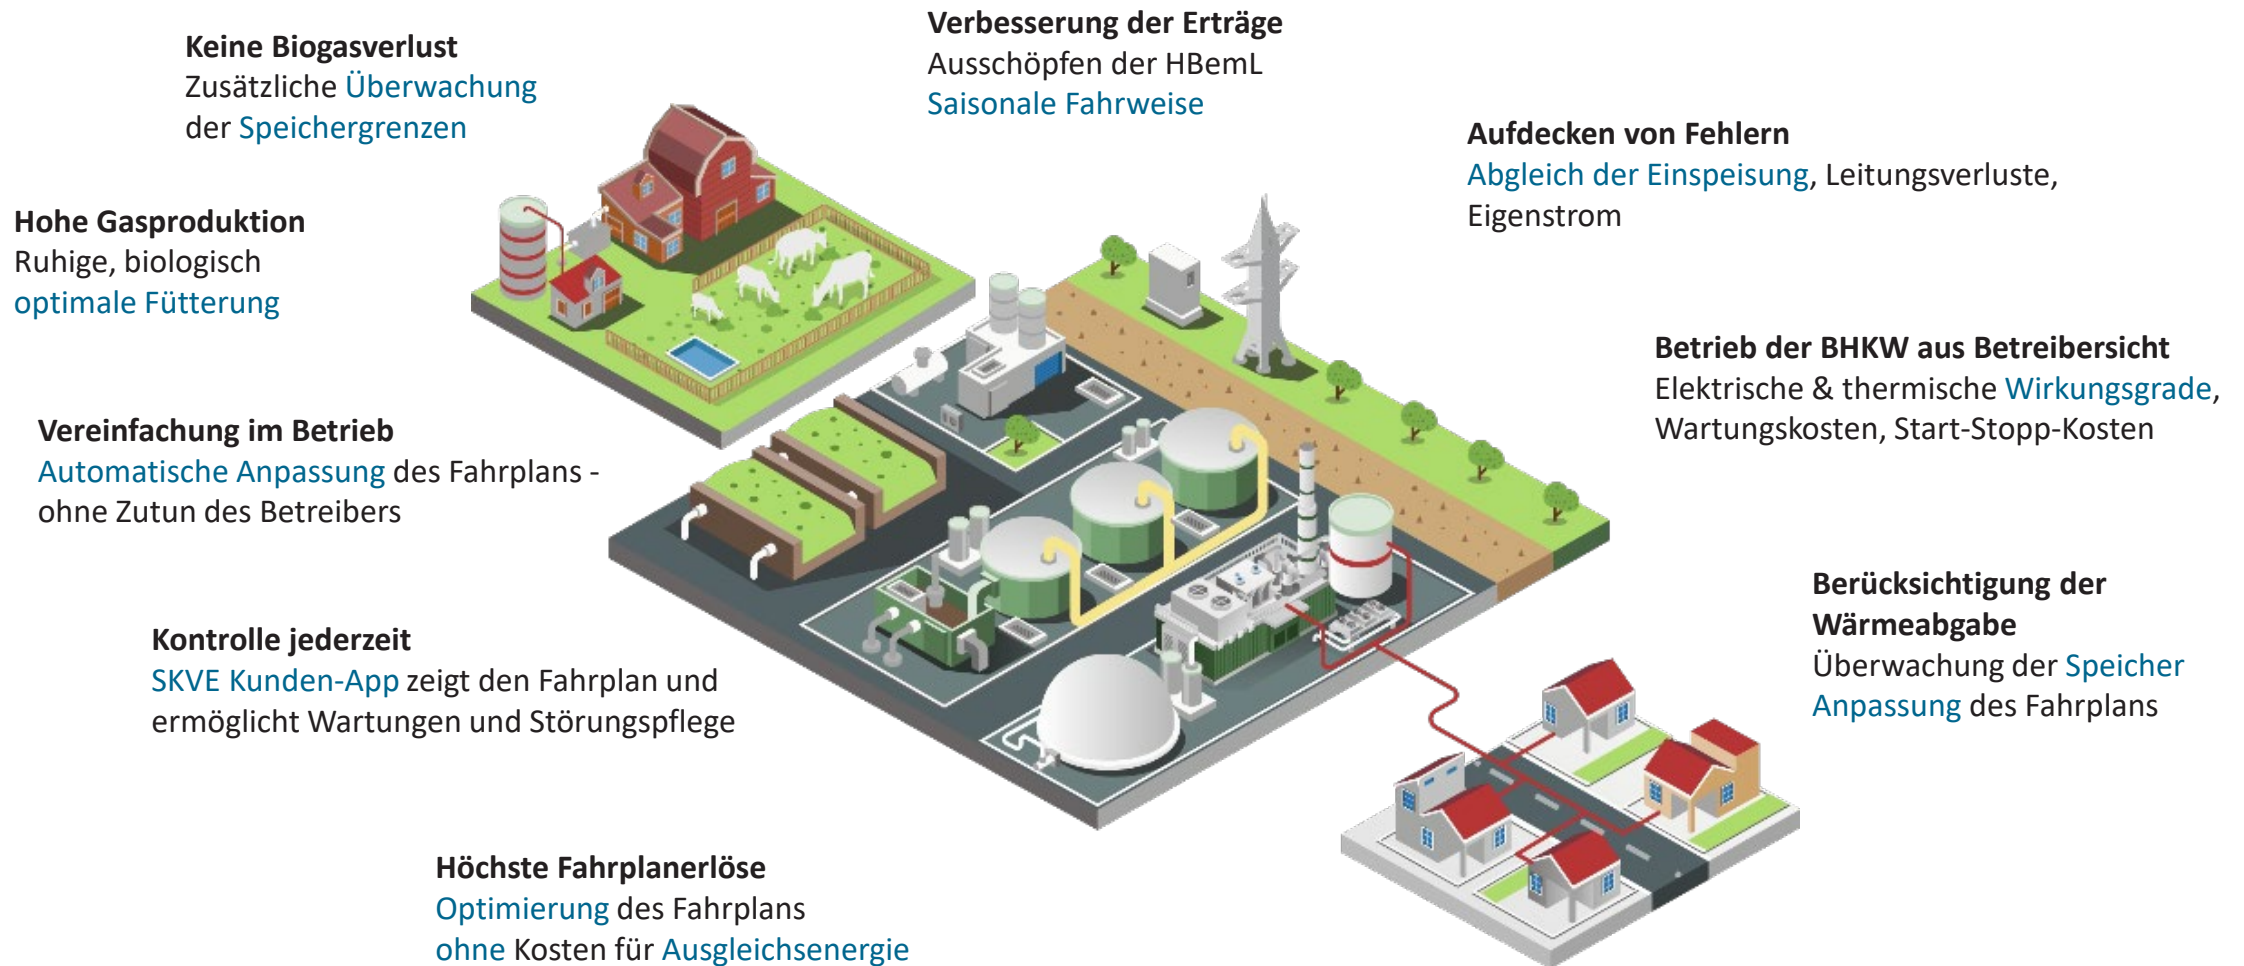 Keine Biogasverlust
Zusätzliche Überwachung
der Speichergrenzen
Verbesserung der Erträge
Ausschöpfen der HBemL
Saisonale Fahrweise
Aufdecken von Fehlern
Abgleich der Einspeisung, Leitungsverluste,
Eigenstrom
Hohe Gasproduktion
Ruhige, biologisch
optimale Fütterung
Betrieb der BHKW aus Betreibersicht
Elektrische & thermische Wirkungsgrade,
Wartungskosten, Start-Stopp-Kosten
Vereinfachung im Betrieb
Automatische Anpassung des Fahrplans -
ohne Zutun des Betreibers
Berücksichtigung der
Wärmeabgabe
Überwachung der Speicher
Anpassung des Fahrplans
Kontrolle jederzeit
SKVE Kunden-App zeigt den Fahrplan und
ermöglicht Wartungen und Störungspflege
Höchste Fahrplanerlöse
Optimierung des Fahrplans
ohne Kosten für Ausgleichsenergie